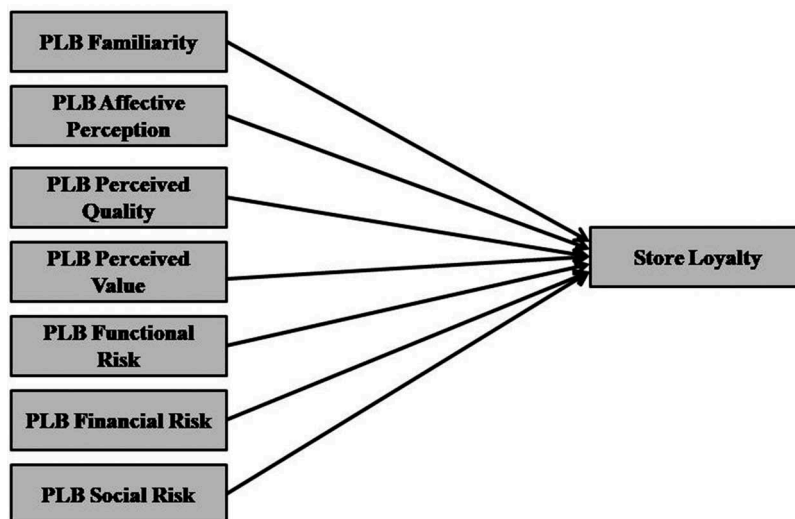 PLB Familiarity
PLB Affective
Perception
PLB Perceived
Quality
PLB Perceived
Value
PLB Functional
Risk
PLB Financial Risk
PLB Social Risk
Store Loyalty